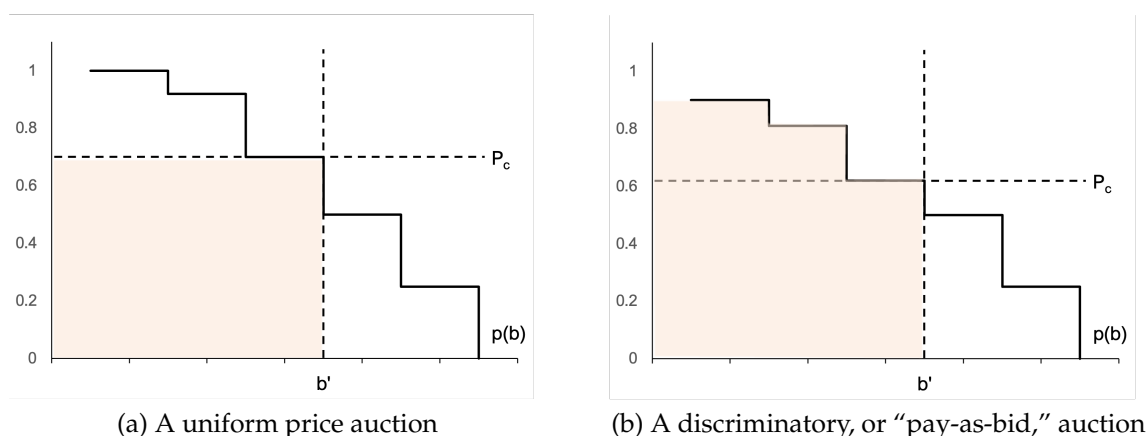 1
0.8
0.6
0.4
0.2
0
P_c
p(b)
b'
(a) A uniform price auction
1
0.8
0.6
0.4
0.2
0
P_c
p(b)
b'
(b) A discriminatory, or “pay-as-bid,” auction